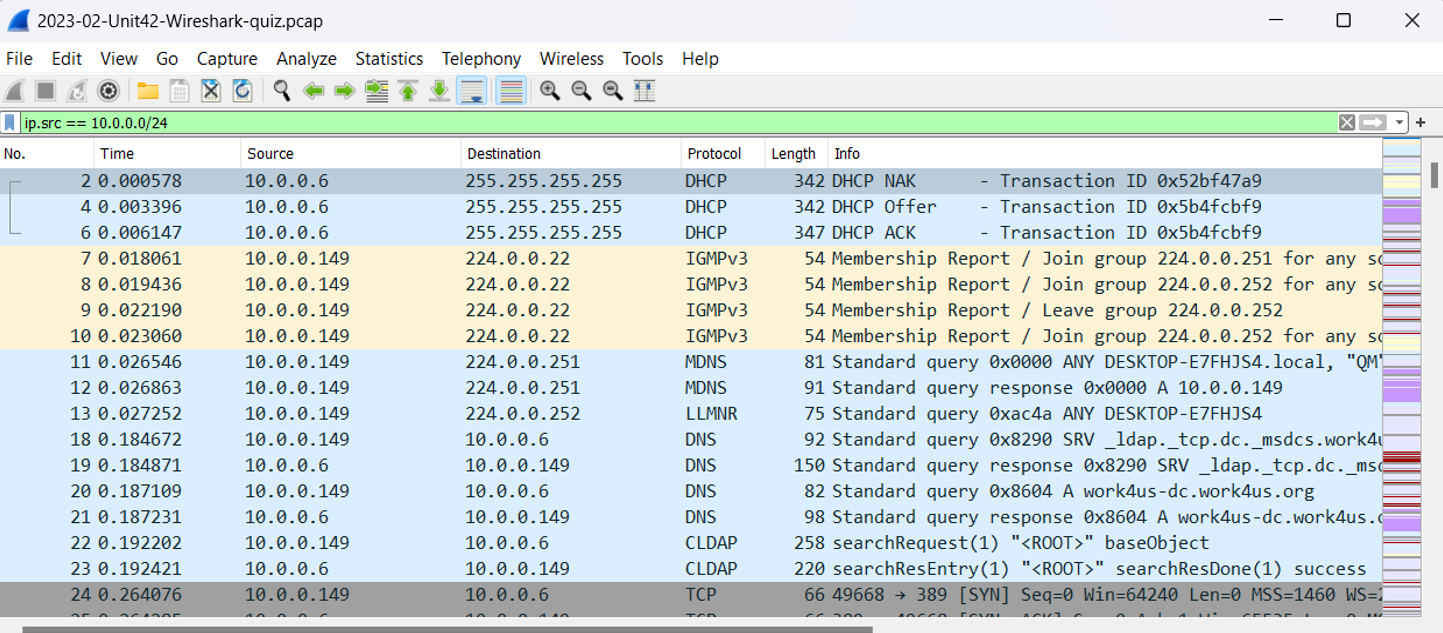 2023-02-Unit42-Wireshark-quiz.pcap
File Edit View Go Capture Analyze Statistics Telephony Wireless Tools Help
ip.src == 10.0.0.0/24
No. Time Source Destination Protocol Length Info
2 0.000578 10.0.0.6 255.255.255.255 DHCP 342 DHCP NAK - Transaction ID 0x52bf47a9
4 0.003396 10.0.0.6 255.255.255.255 DHCP 342 DHCP Offer - Transaction ID 0x5b4fcbf9
6 0.006147 10.0.0.6 255.255.255.255 DHCP 347 DHCP ACK - Transaction ID 0x5b4fcbf9
7 0.018061 10.0.0.149 224.0.0.22 IGMPv3 54 Membership Report / Join group 224.0.0.251 for any
8 0.019436 10.0.0.149 224.0.0.22 IGMPv3 54 Membership Report / Join group 224.0.0.252 for any
9 0.022190 10.0.0.149 224.0.0.22 IGMPv3 54 Membership Report / Leave group 224.0.0.252
10 0.023060 10.0.0.149 224.0.0.22 IGMPv3 54 Membership Report / Join group 224.0.0.252 for any
11 0.026546 10.0.0.149 224.0.0.251 MDNS 81 Standard query 0x0000 ANY DESKTOP-E7FHJS4.local, "QM"
12 0.026863 10.0.0.149 224.0.0.251 MDNS 91 Standard query response 0x0000 A 10.0.0.149
13 0.027252 10.0.0.149 224.0.0.252 LLMNR 75 Standard query 0xac4a ANY DESKTOP-E7FHJS4
18 0.184672 10.0.0.149 10.0.0.6 DNS 92 Standard query 0x8290 SRV _ldap._tcp.dc._msdcs.work4
19 0.184871 10.0.0.6 10.0.0.149 DNS 150 Standard query response 0x8290 SRV _ldap._tcp.dc._ms
20 0.187109 10.0.0.149 10.0.0.6 DNS 82 Standard query 0x8604 A work4us-dc.work4us.org
21 0.187231 10.0.0.6 10.0.0.149 DNS 98 Standard query response 0x8604 A work4us-dc.work4us.
22 0.192202 10.0.0.149 10.0.0.6 CLDAP 258 searchRequest(1) "<ROOT>" baseObject
23 0.192421 10.0.0.6 10.0.0.149 CLDAP 220 searchResEntry(1) "<ROOT>" searchResDone(1) success
24 0.264076 10.0.0.149 10.0.0.6 TCP 66 49668 → 389 [SYN] Seq=0 Win=64240 Len=0 MSS=1460 WS=